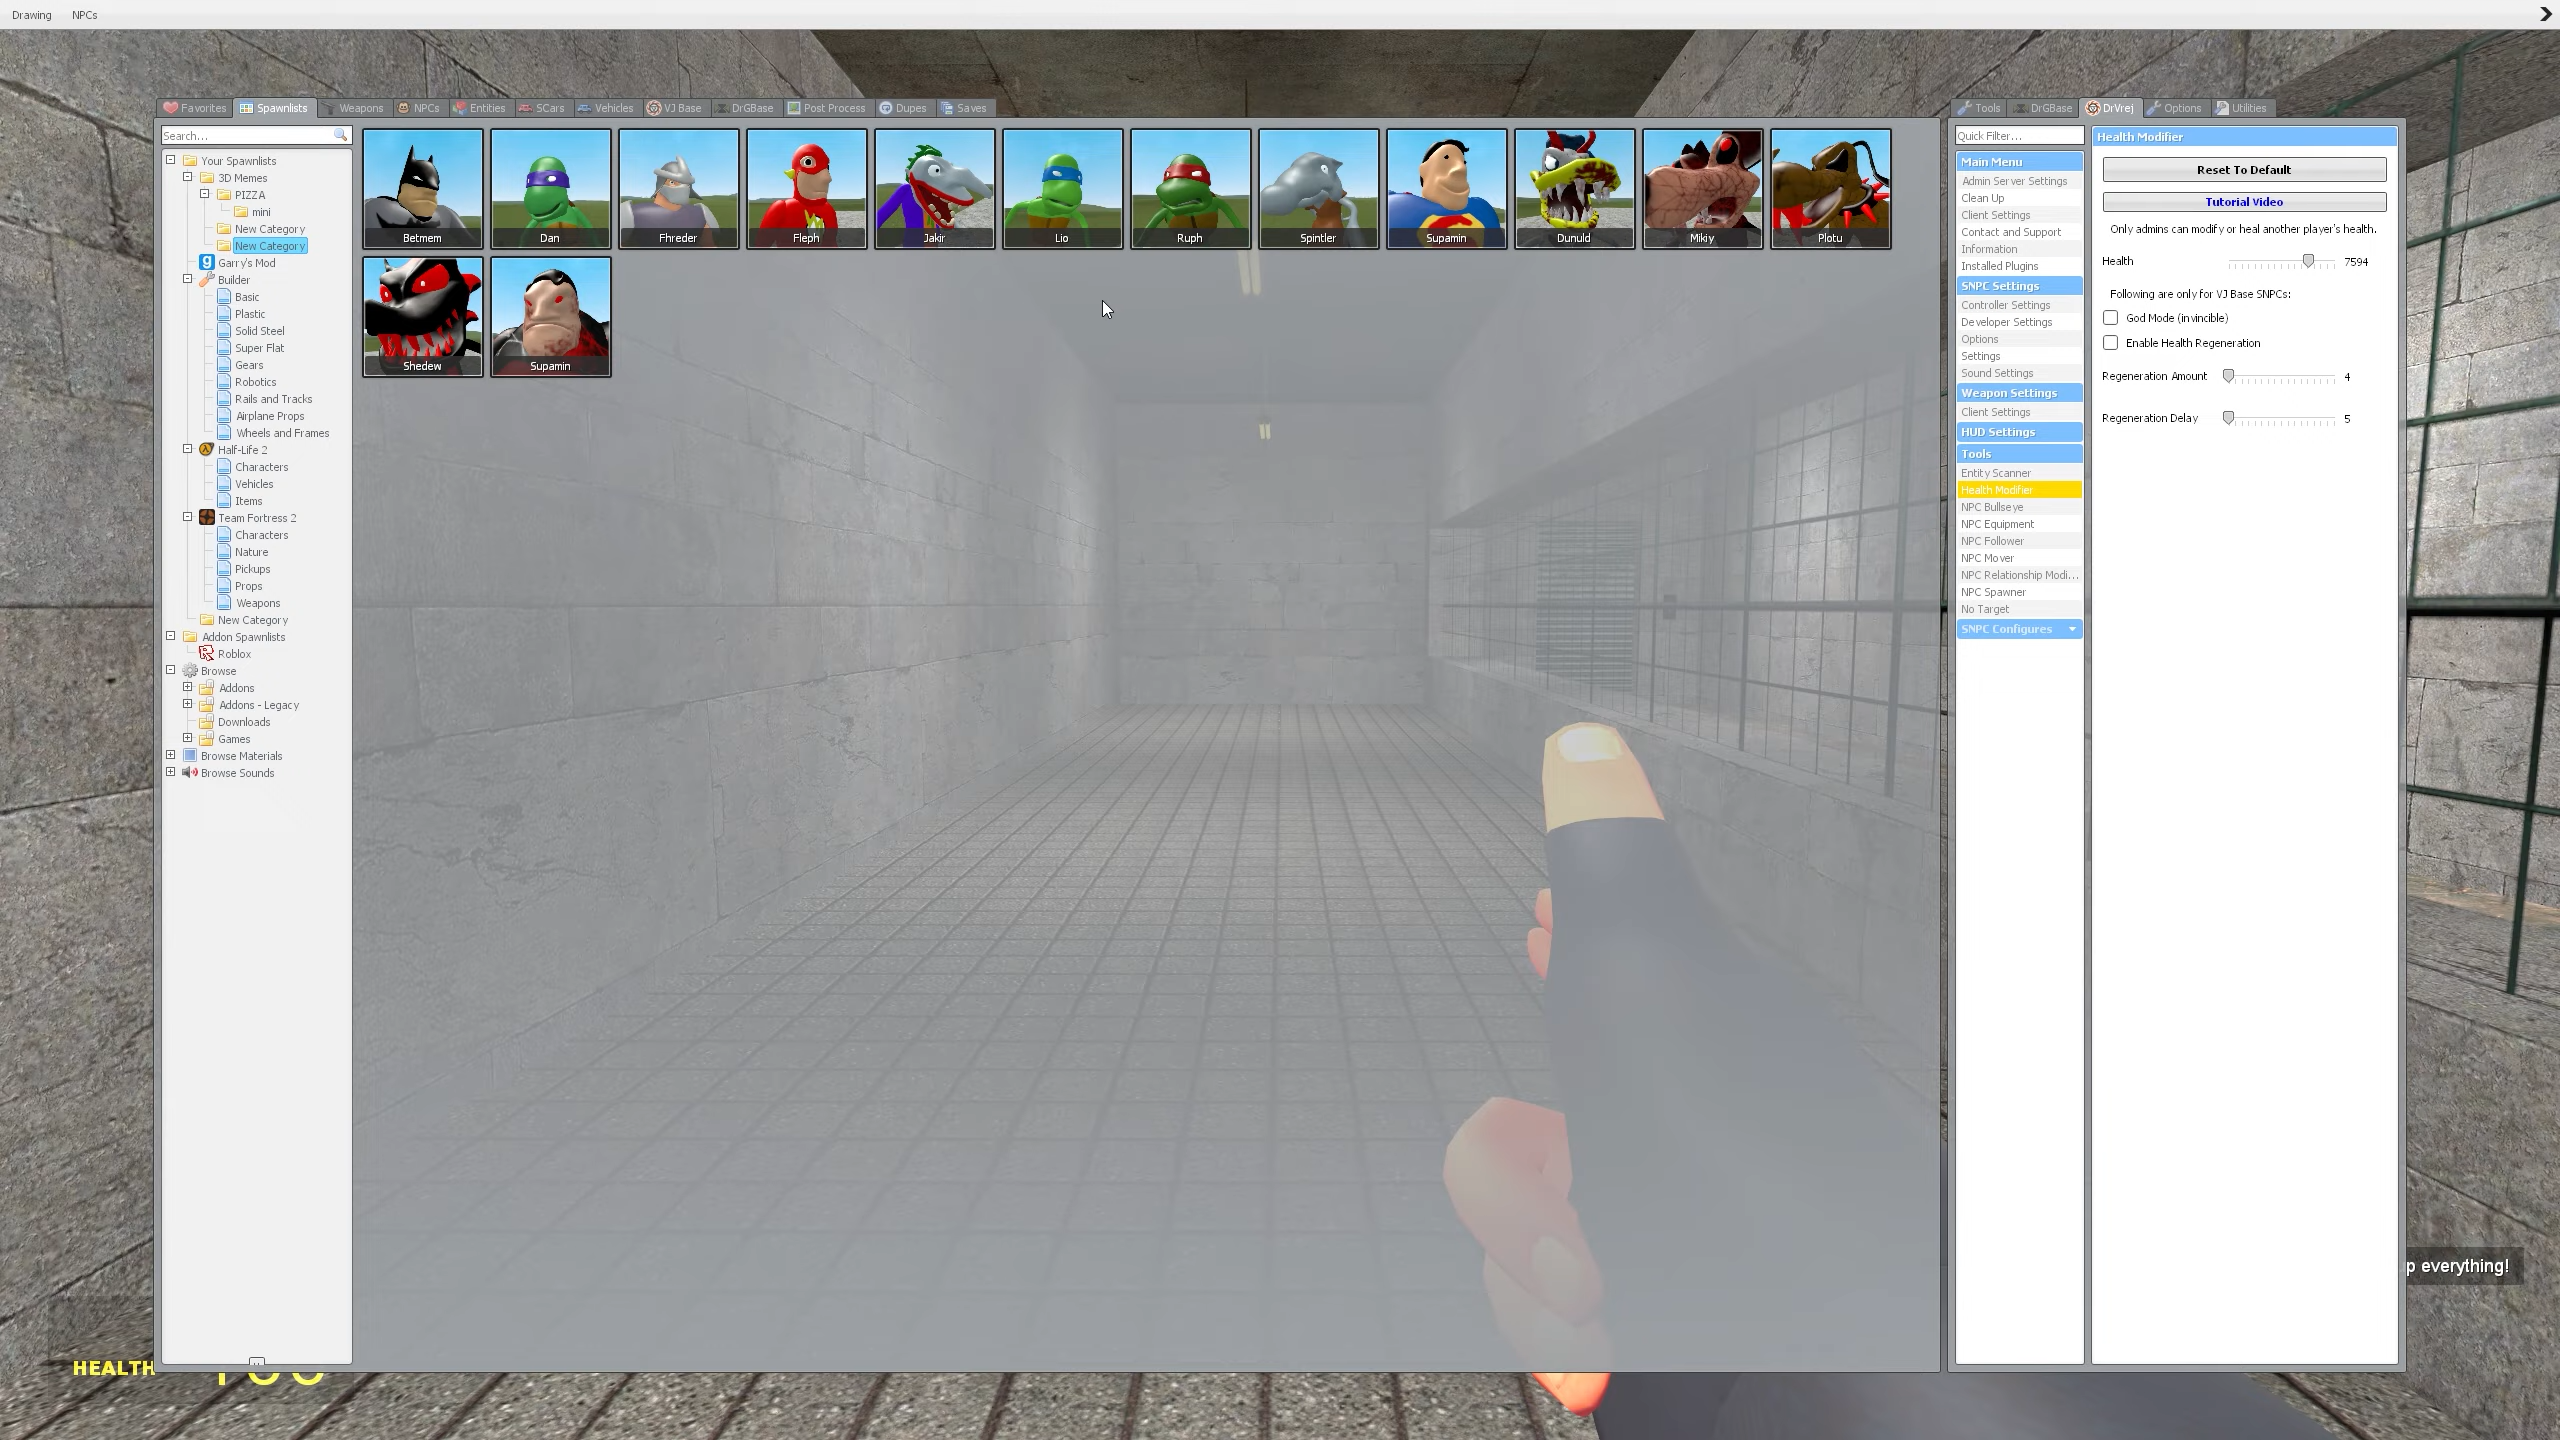 Drawing NPCs
Favorites Spawnlists Weapons NPCs Entities SCars Vehicles VJ Base DrGBase Post Process Dupes Saves
Search...
Your Spawnlists
3D Memes
PIZZA
mini
New Category
New Category
Garry's Mod
Builder
Basic
Plastic
Solid Steel
Super Flat
Gears
Robotics
Rails and Tracks
Airplane Props
Wheels and Frames
Half-Life 2
Characters
Vehicles
Items
Team Fortress 2
Characters
Nature
Pickups
Props
Weapons
New Category
Addon Spawnlists
Roblox
Browse
Addons
Addons - Legacy
Downloads
Games
Browse Materials
Browse Sounds
Betmem Dan Fhreder Fleph Jakir Lio Ruph Spintler Supamin Dunuld Mikiy Plotu
Shedew Supamin
Tools DrGBase DrVrej Options Utilities
Quick Filter...
Main Menu
Admin Server Settings
Clean Up
Client Settings
Contact and Support
Information
Installed Plugins
SNPC Settings
Controller Settings
Developer Settings
Options
Settings
Sound Settings
Weapon Settings
Client Settings
HUD Settings
Tools
Entity Scanner
Health Modifier
NPC Bullseye
NPC Equipment
NPC Follower
NPC Mover
NPC Relationship Modi...
NPC Spawner
No Target
SNPC Configures
Health Modifier
Reset To Default
Tutorial Video
Only admins can modify or heal another player's health.
Health 7594
Following are only for VJ Base SNPCs:
God Mode (invincible)
Enable Health Regeneration
Regeneration Amount 4
Regeneration Delay 5
p everything!
HEALTH